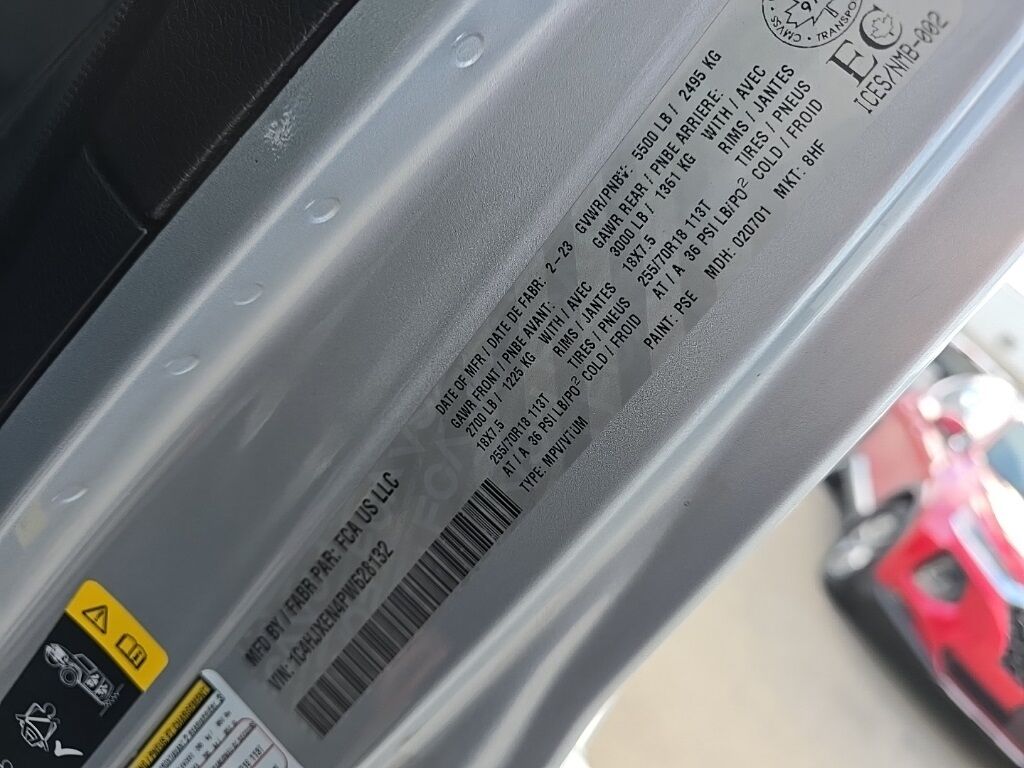 MFD BY / FABR PAR: FCA US LLC
DATE OF MFR / DATE DE FABR: 2-23
GVWR/PNBV: 5500 LB / 2495 KG
GAWR FRONT / PNBE AVANT:
2700 LB / 1225 KG WITH / AVEC
18X7.5 RIMS / JANTES
255/70R18 113T TIRES / PNEUS
AT / A 36 PSI LB/PO² COLD / FROID
GAWR REAR / PNBE ARRIERE:
3000 LB / 1361 KG WITH / AVEC
18X7.5 RIMS / JANTES
255/70R18 113T TIRES / PNEUS
AT / A 36 PSI LB/PO² COLD / FROID
VIN: 1C4HJXEN4PW628132
TYPE: MPV/VTUM
PAINT: PSE
MDH: 020701
MKT: 8HF
CMVSS
TRANSPO
EC
ICES/NMB-002